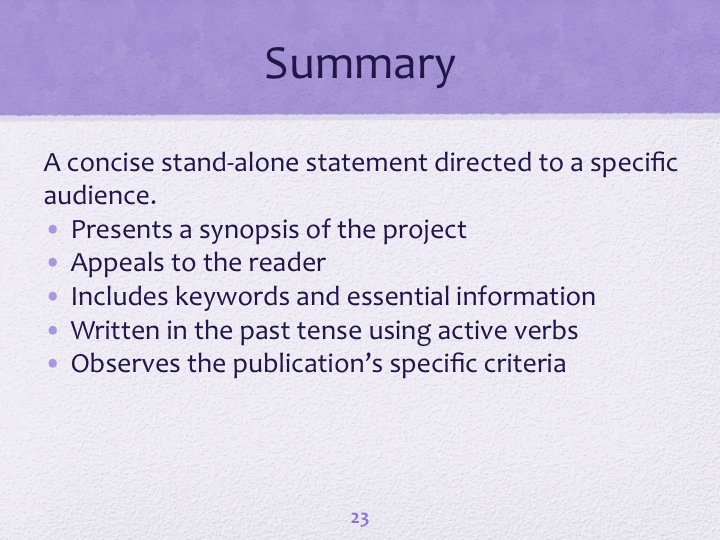 Summary
A concise stand-alone statement directed to a specific
audience.
• Presents a synopsis of the project
• Appeals to the reader
• Includes keywords and essential information
• Written in the past tense using active verbs
• Observes the publication’s specific criteria
23